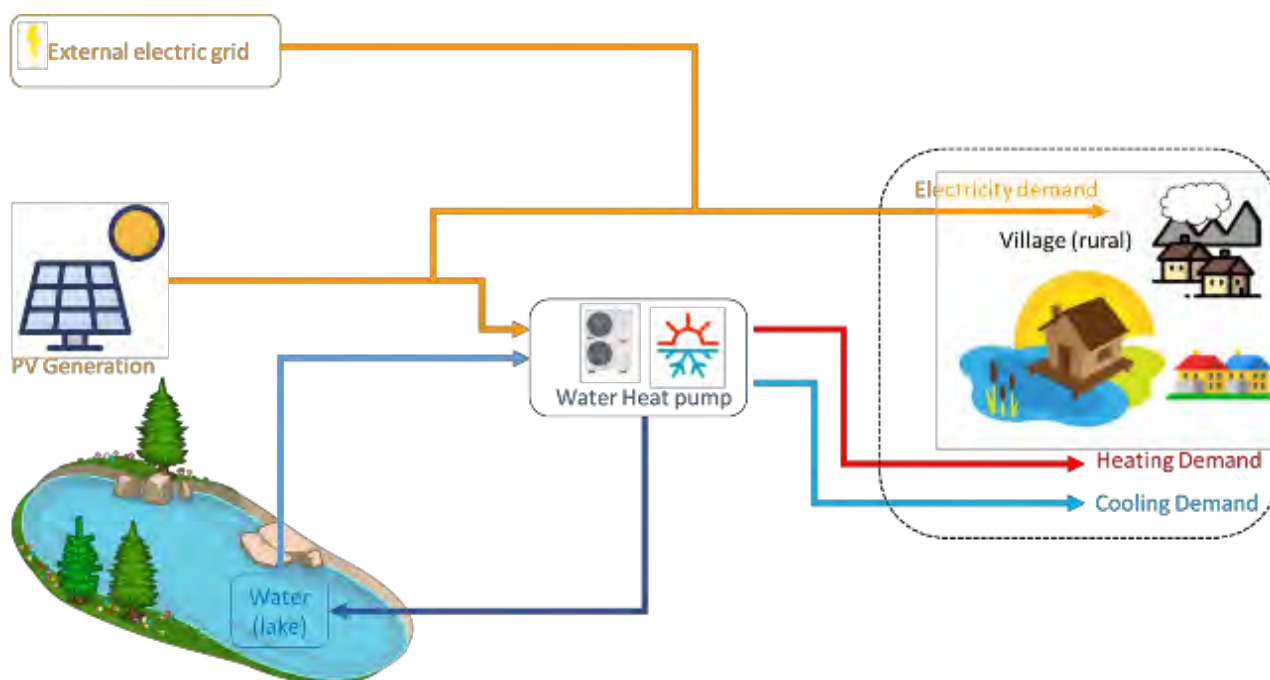 External electric grid
Electricity demand
Village (rural)
PV Generation
Water Heat pump
Heating Demand
Cooling Demand
Water
(lake)